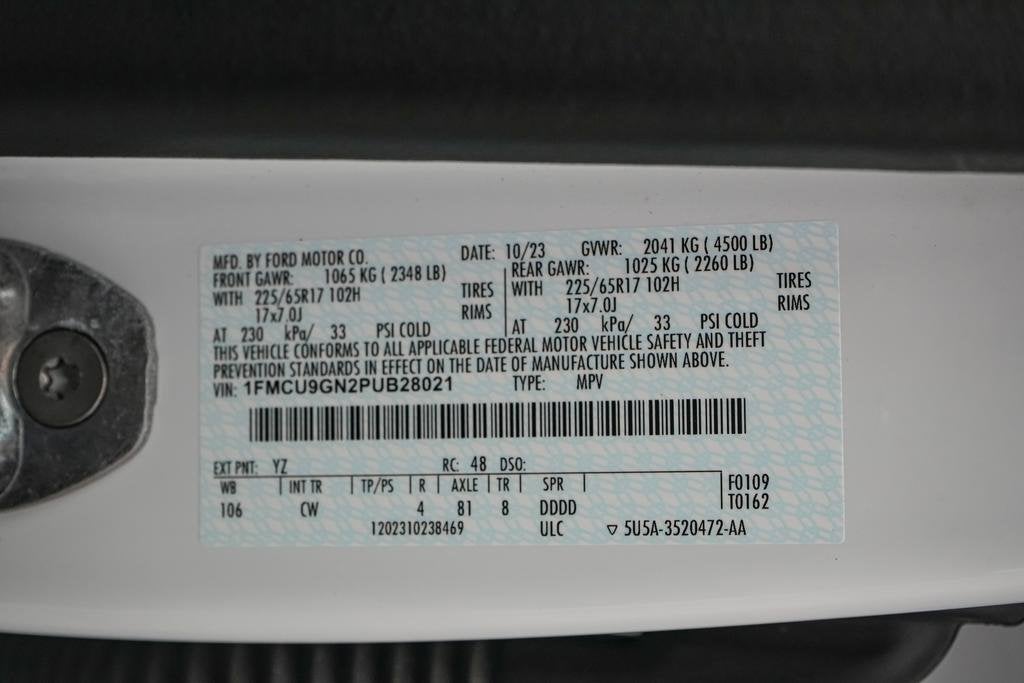 MFD. BY FORD MOTOR CO. DATE: 10/23 GVWR: 2041 KG ( 4500 LB)
FRONT GAWR: 1065 KG ( 2348 LB) REAR GAWR: 1025 KG ( 2260 LB)
WITH 225/65R17 102H TIRES WITH 225/65R17 102H TIRES
17x7.0J RIMS 17x7.0J RIMS
AT 230 kPa/ 33 PSI COLD AT 230 kPa/ 33 PSI COLD
THIS VEHICLE CONFORMS TO ALL APPLICABLE FEDERAL MOTOR VEHICLE SAFETY AND THEFT
PREVENTION STANDARDS IN EFFECT ON THE DATE OF MANUFACTURE SHOWN ABOVE.
VIN: 1FMCU9GN2PUB28021 TYPE: MPV
EXT PNT: YZ RC: 48 DSO:
WB INT TR TP/PS R AXLE TR SPR F0109
106 CW 4 81 8 DDDD T0162
1202310238469 ULC ▽ 5U5A-3520472-AA